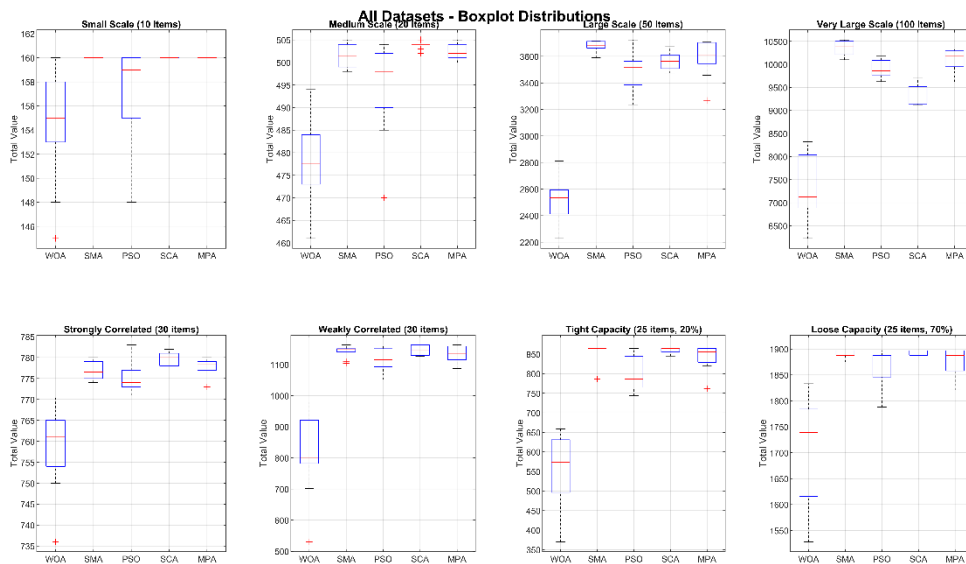 All Datasets - Boxplot Distributions
Small Scale (10 Items)
Total Value
162
160
158
156
154
152
150
148
146
WOA SMA PSO SCA MPA
Medium Scale (20 Items)
Total Value
505
500
495
490
485
480
475
470
465
460
WOA SMA PSO SCA MPA
Large Scale (50 Items)
Total Value
3600
3400
3200
3000
2800
2600
2400
2200
WOA SMA PSO SCA MPA
Very Large Scale (100 Items)
Total Value
10500
10000
9500
9000
8500
8000
7500
7000
6500
WOA SMA PSO SCA MPA
Strongly Correlated (30 items)
Total Value
785
780
775
770
765
760
755
750
745
740
735
WOA SMA PSO SCA MPA
Weakly Correlated (30 items)
Total Value
1100
1000
900
800
700
600
500
WOA SMA PSO SCA MPA
Tight Capacity (25 items, 20%)
Total Value
850
800
750
700
650
600
550
500
450
400
350
WOA SMA PSO SCA MPA
Loose Capacity (25 items, 70%)
Total Value
1900
1850
1800
1750
1700
1650
1600
1550
WOA SMA PSO SCA MPA